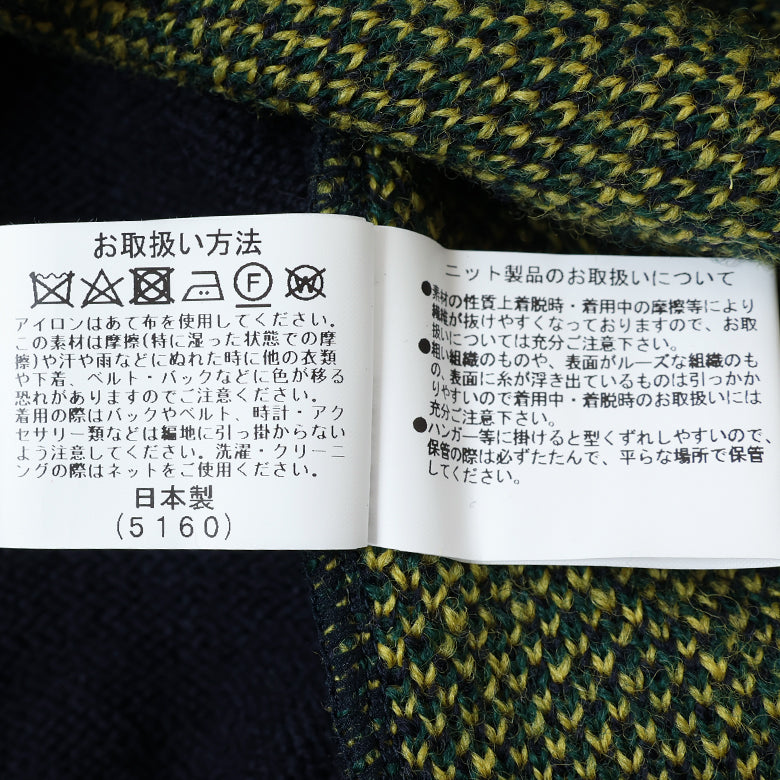 お取扱い方法
F W
アイロンはあて布を使用してください。
この素材は摩擦(特に湿った状態での摩
擦)や汗や雨などにぬれた時に他の衣類
や下着、ベルト・バックなどに色が移る
恐れがありますのでご注意ください。
着用の際はバックやベルト、時計・アク
セサリー類などは編地に引っ掛からない
よう注意してください。洗濯・クリーニ
ングの際はネットをご使用ください。
日本製
(5160)
ニット製品のお取扱いについて
●素材の性質上着脱時・着用中の摩擦等により
繊維が抜けやすくなっておりますので、お取
扱いについては充分ご注意下さい。
●粗い組織のものや、表面がルーズな組織のも
の、表面に糸が浮き出ているものは引っかか
りやすいので着用中・着脱時のお取扱いには
充分ご注意下さい。
●ハンガー等に掛けると型くずれしやすいので、
保管の際は必ずたたんで、平らな場所で保管
してください。